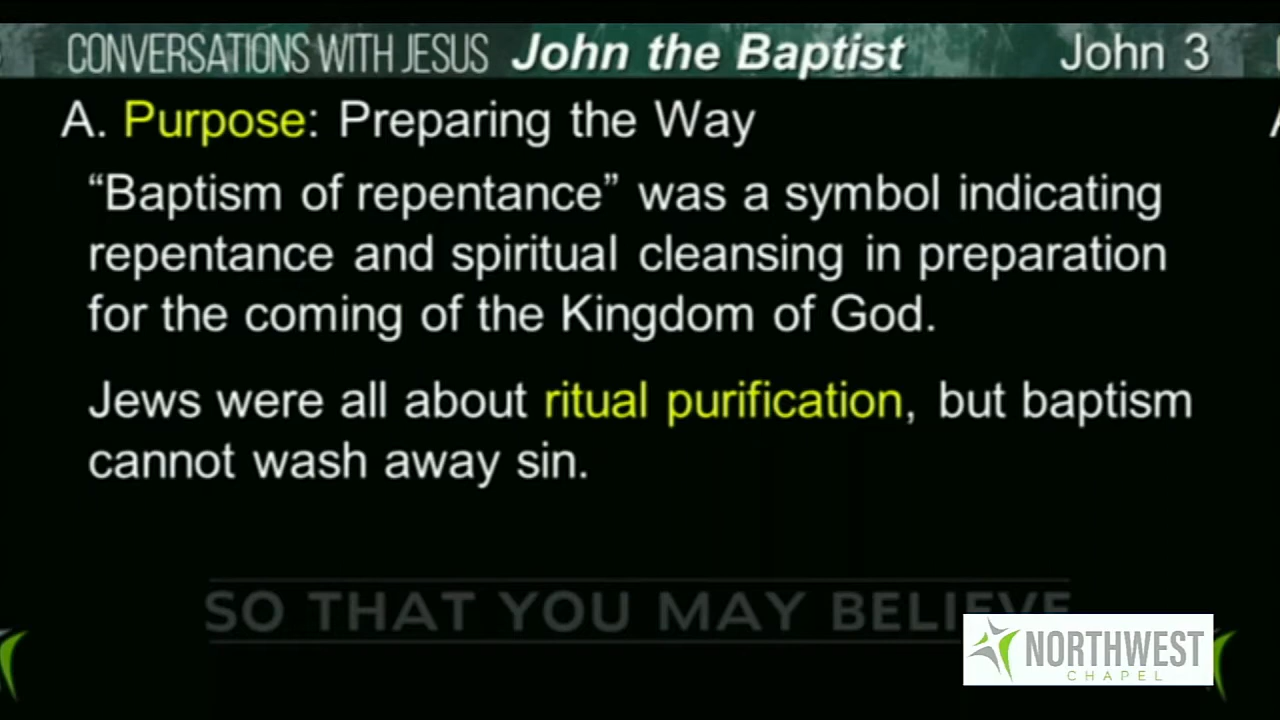 CONVERSATIONS WITH JESUS John the Baptist John 3
A. Purpose: Preparing the Way
“Baptism of repentance” was a symbol indicating
repentance and spiritual cleansing in preparation
for the coming of the Kingdom of God.
Jews were all about ritual purification, but baptism
cannot wash away sin.
SO THAT YOU MAY BELIEVE
NORTHWEST
CHAPEL